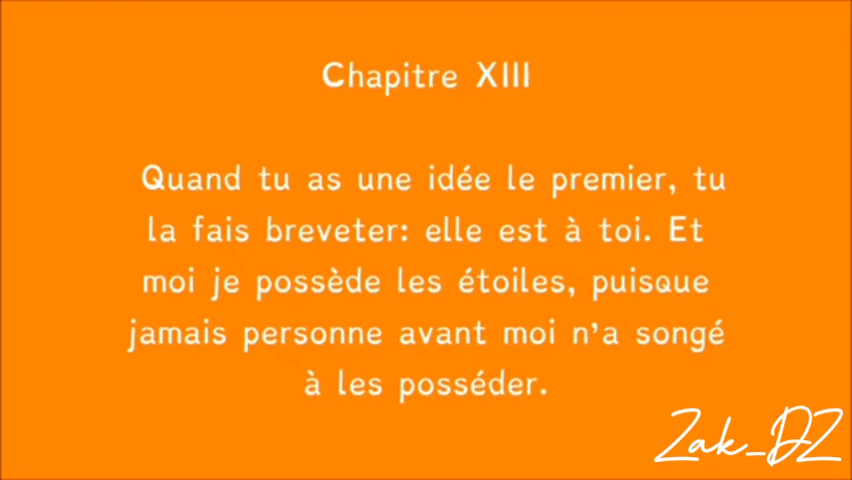 Chapitre XIII
Quand tu as une idée le premier, tu
la fais breveter: elle est à toi. Et
moi je possède les étoiles, puisque
jamais personne avant moi n'a songé
à les posséder.
Zak_DZ